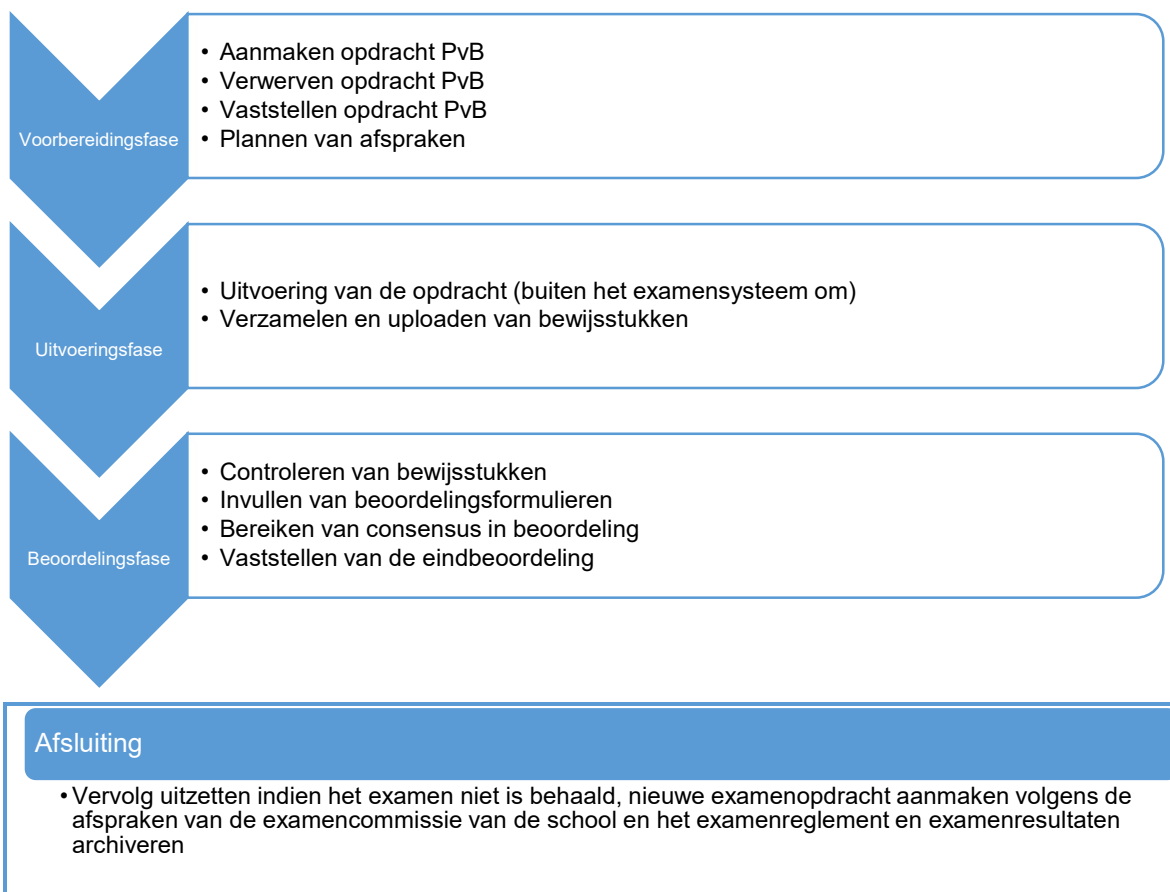 Voorbereidingsfase
• Aanmaken opdracht PvB
• Verwerven opdracht PvB
• Vaststellen opdracht PvB
• Plannen van afspraken
Uitvoeringsfase
• Uitvoering van de opdracht (buiten het examensysteem om)
• Verzamelen en uploaden van bewijsstukken
Beoordelingsfase
• Controleren van bewijsstukken
• Invullen van beoordelingsformulieren
• Bereiken van consensus in beoordeling
• Vaststellen van de eindbeoordeling
Afsluiting
• Vervolg uitzetten indien het examen niet is behaald, nieuwe examenopdracht aanmaken volgens de
afspraken van de examencommissie van de school en het examenreglement en examenresultaten
archiveren